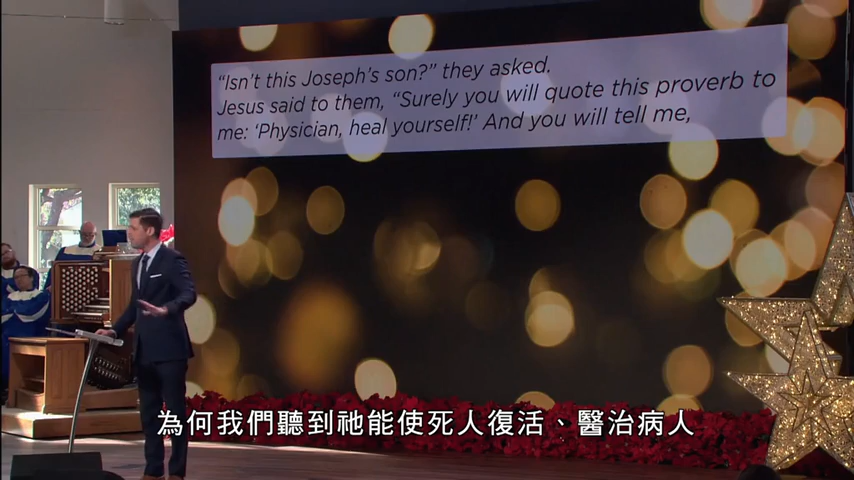 “Isn’t this Joseph’s son?” they asked.
Jesus said to them, “Surely you will quote this proverb to
me: ‘Physician, heal yourself!’ And you will tell me,
為何我們聽到祂能使死人復活、醫治病人